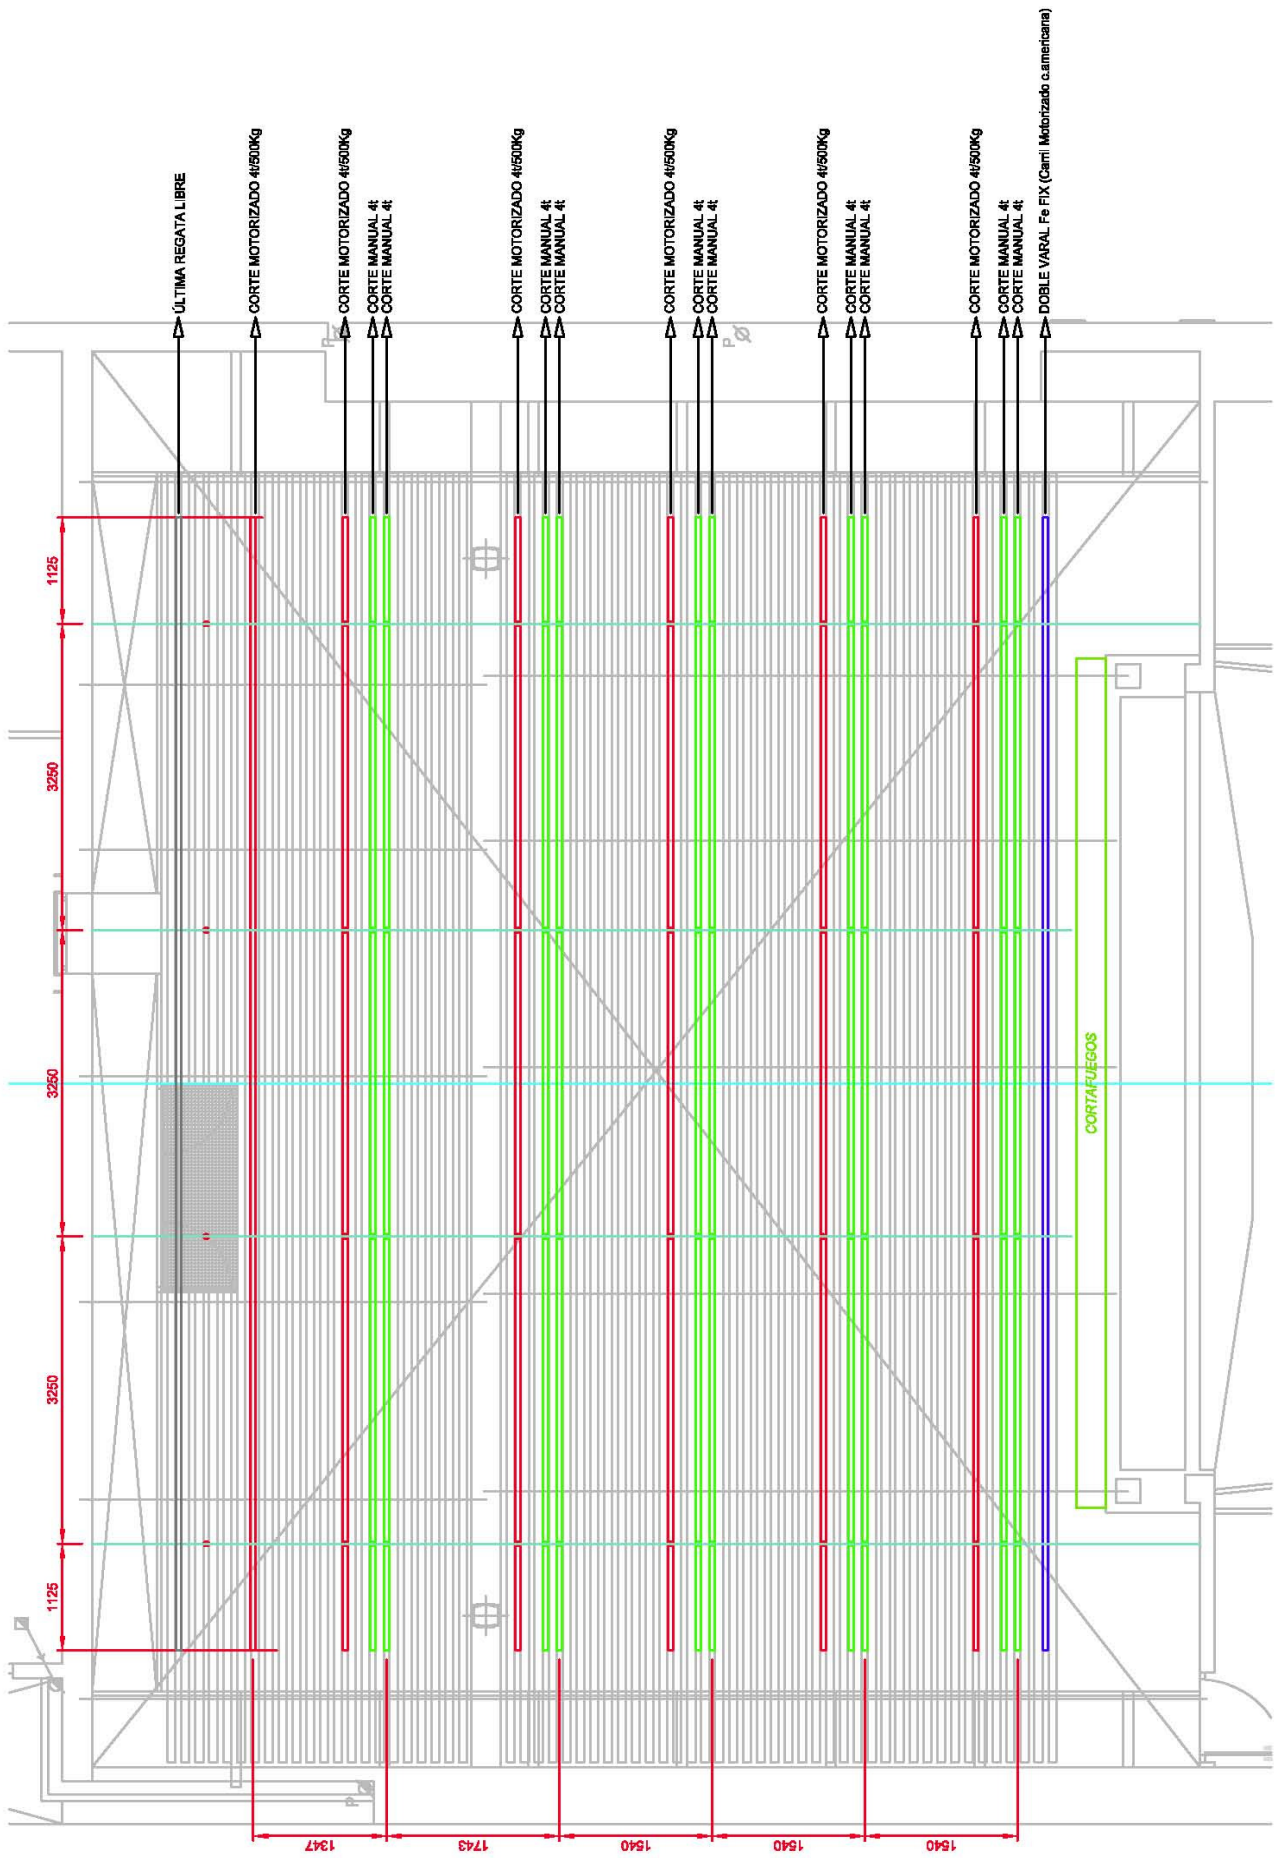 ÚLTIMA REGATA LIBRE
CORTE MOTORIZADO 4t/500Kg
CORTE MOTORIZADO 4t/500Kg
CORTE MANUAL 4t
CORTE MANUAL 4t
CORTE MOTORIZADO 4t/500Kg
CORTE MANUAL 4t
CORTE MANUAL 4t
CORTE MOTORIZADO 4t/500Kg
CORTE MANUAL 4t
CORTE MANUAL 4t
CORTE MOTORIZADO 4t/500Kg
CORTE MANUAL 4t
CORTE MANUAL 4t
CORTE MOTORIZADO 4t/500Kg
CORTE MANUAL 4t
CORTE MANUAL 4t
DOBLE VARAL Fe FIX (Carril Motorizado c.americana)
1125
3250
3250
3250
1125
P
P
P
CORTAFUEGOS
1347
1743
1540
1540
1540